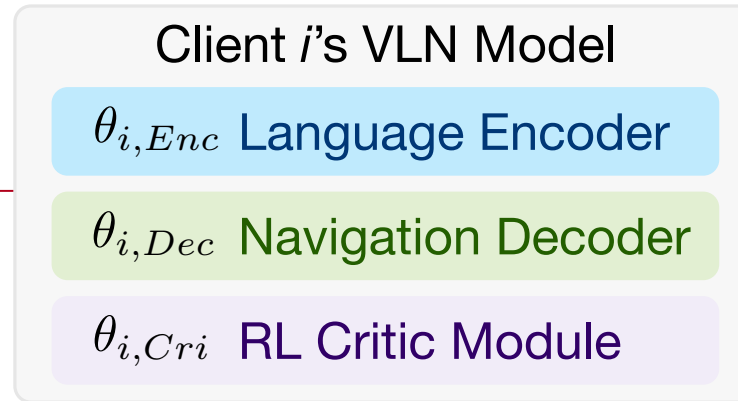 Client i's VLN Model
θi,Enc Language Encoder
θi,Dec Navigation Decoder
θi,Cri RL Critic Module